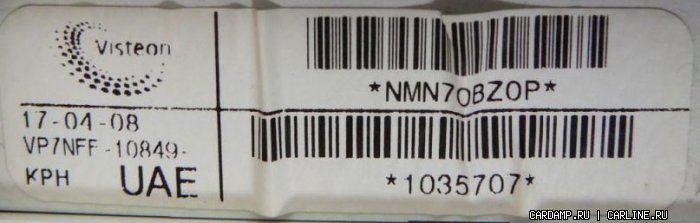 Visteon
*NMN70BZ0P*
17-04-08
VP7NFF-10849-
KPH UAE
*1035707*
CARDAMP.RU | CARLINE.RU